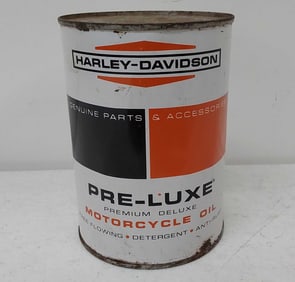 HARLEY-DAVIDSON
GENUINE PARTS & ACCESSORIES
PRE-LUXE
PREMIUM DELUXE
MOTORCYCLE OIL
FREE FLOWING • DETERGENT •